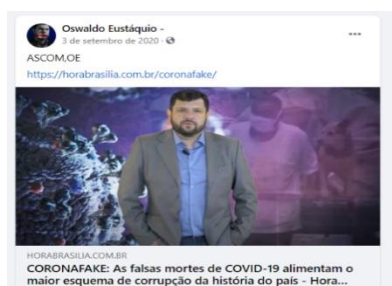 Oswaldo Eustáquio -
3 de setembro de 2020 ·
ASCOM,OE
https://horabrasilia.com.br/coronafake/
HORABRASILIA.COM.BR
CORONAFAKE: As falsas mortes de COVID-19 alimentam o
maior esquema de corrupção da história do país - Hora...